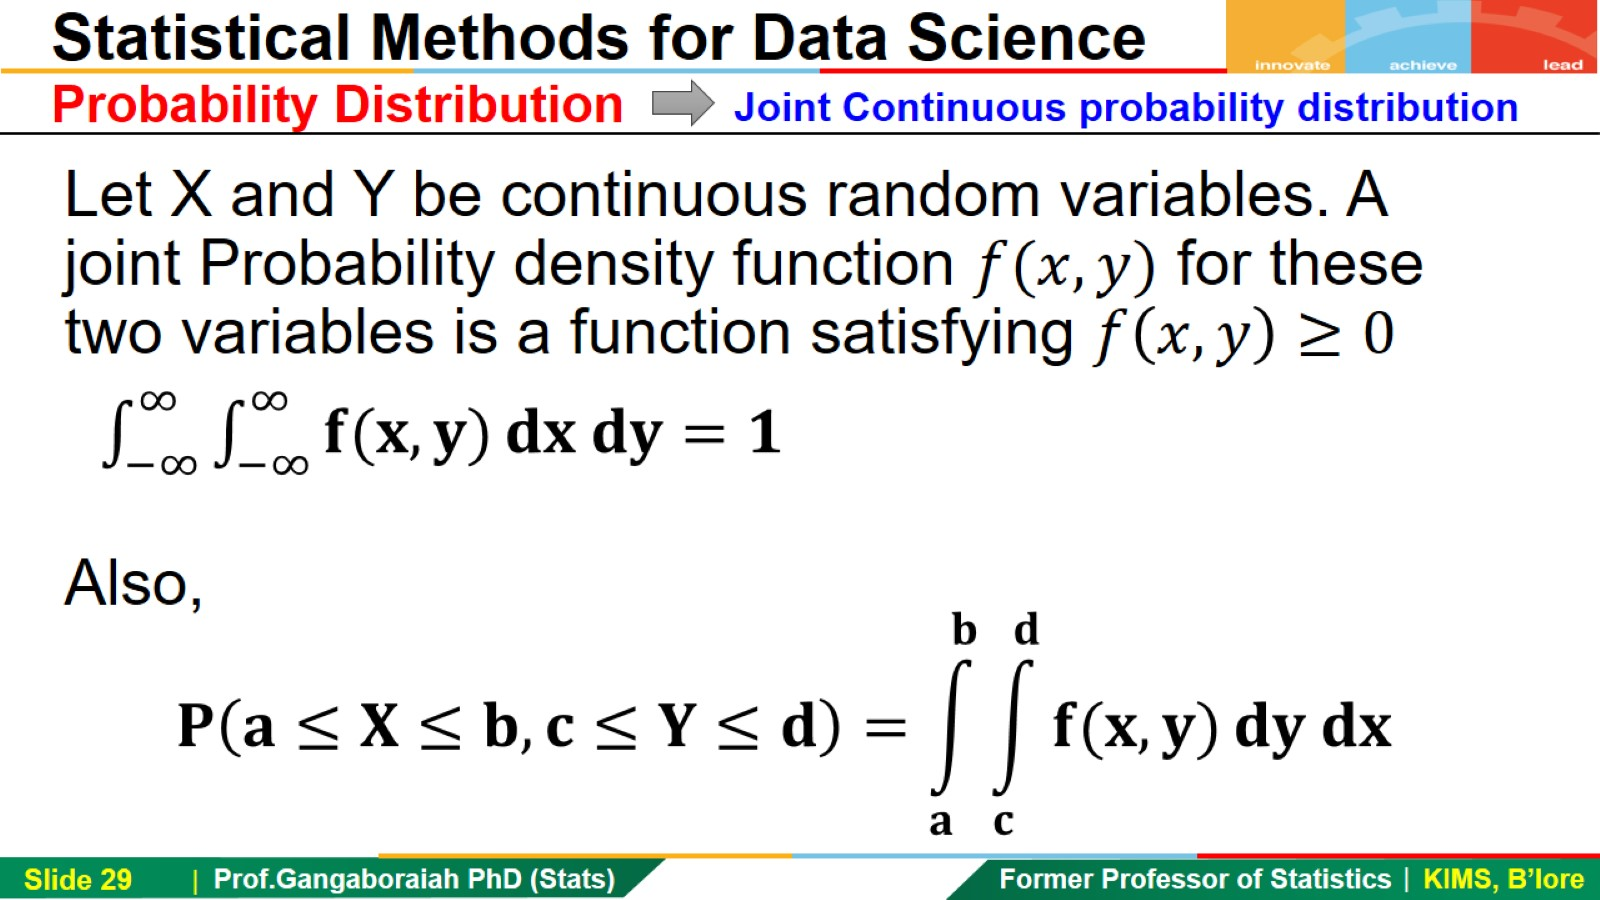 Statistical Methods for Data Science
innovate achieve lead
Probability Distribution Joint Continuous probability distribution
Let X and Y be continuous random variables. A
joint Probability density function f(x, y) for these
two variables is a function satisfying f(x, y) ≥ 0
∫_{−∞}^{∞} ∫_{−∞}^{∞} f(x, y) dx dy = 1
Also,
P(a ≤ X ≤ b, c ≤ Y ≤ d) = ∫_a^b ∫_c^d f(x, y) dy dx
Slide 29 | Prof.Gangaboraiah PhD (Stats) Former Professor of Statistics | KIMS, B’lore